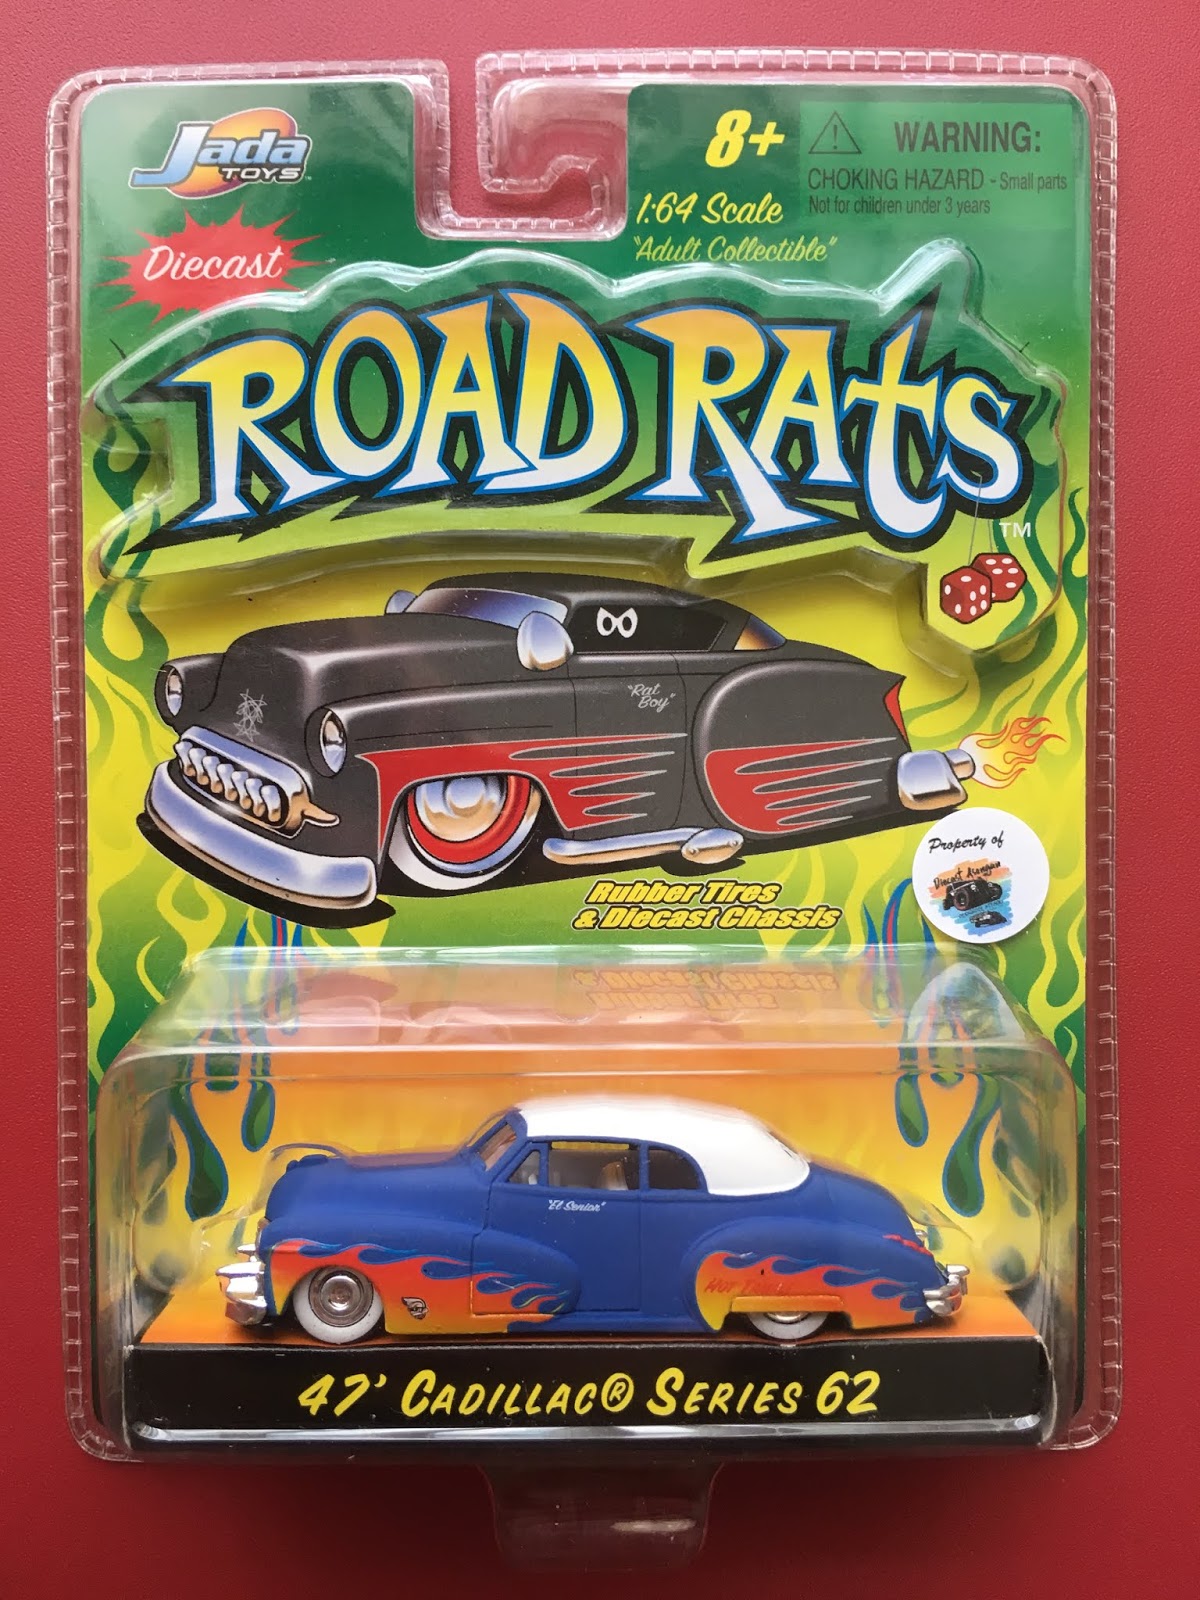 Jada
TOYS
Diecast
8+
1:64 Scale
"Adult Collectible"
WARNING:
CHOKING HAZARD - Small parts
Not for children under 3 years
ROAD RATS
TM
"Rat
Boy"
Rubber Tires
& Diecast Chassis
Property of
Diecast
"El Senior"
47' CADILLAC® SERIES 62